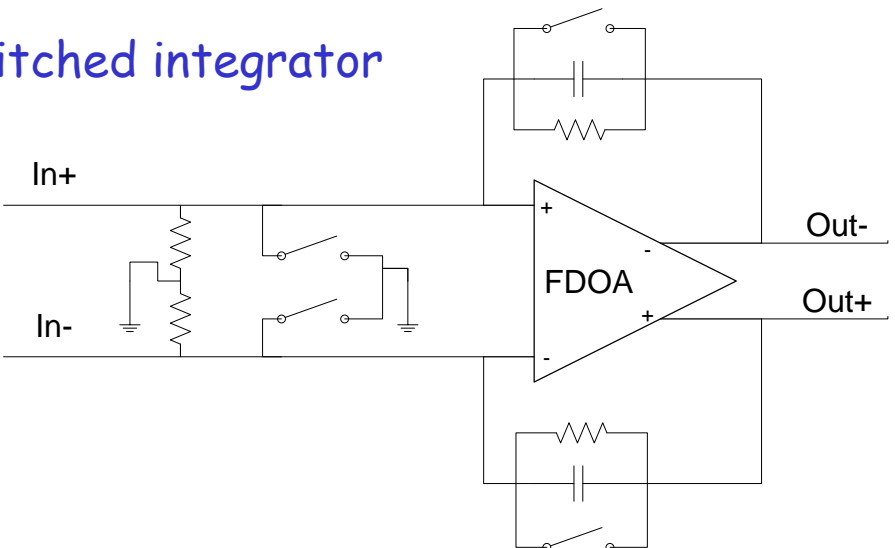 itched integrator
In+
In-
+
-
FDOA
-
+
Out-
Out+